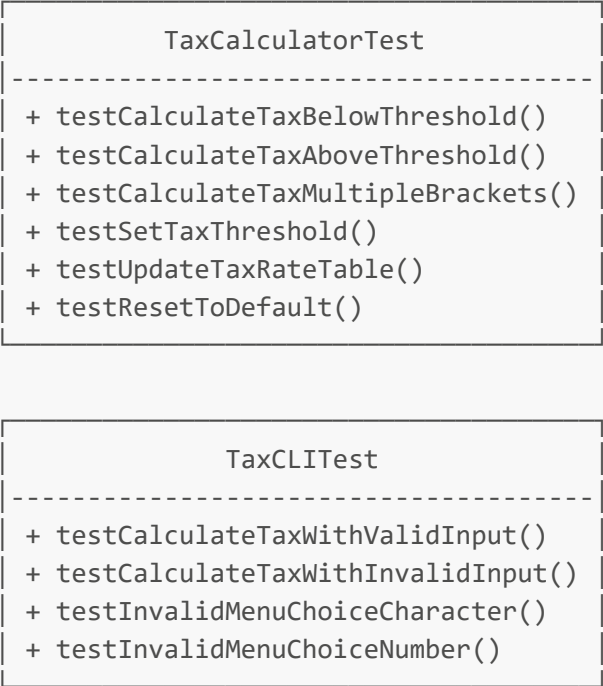 TaxCalculatorTest
+ testCalculateTaxBelowThreshold()
+ testCalculateTaxAboveThreshold()
+ testCalculateTaxMultipleBrackets()
+ testSetTaxThreshold()
+ testUpdateTaxRateTable()
+ testResetToDefault()
TaxCLITest
+ testCalculateTaxWithValidInput()
+ testCalculateTaxWithInvalidInput()
+ testInvalidMenuChoiceCharacter()
+ testInvalidMenuChoiceNumber()